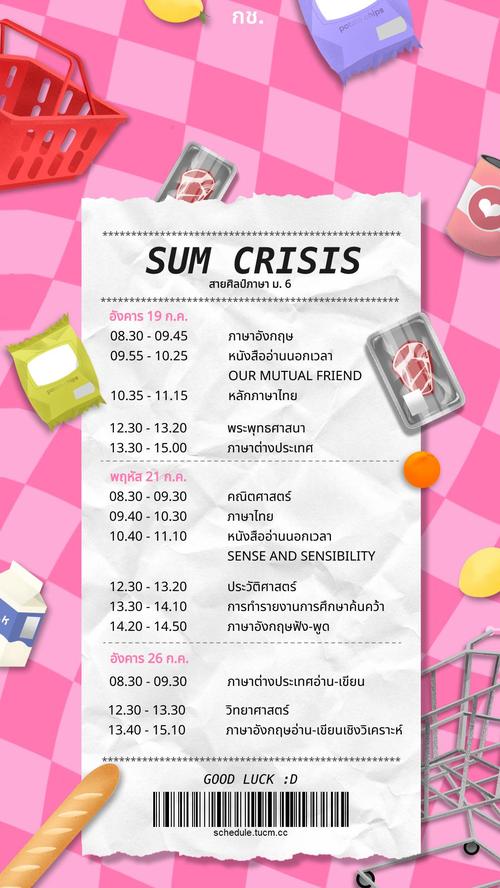 กช.
potato chips
SUM CRISIS
สายศิลป์ภาษา ม. 6
อังคาร 19 ก.ค.
08.30 - 09.45 ภาษาอังกฤษ
09.55 - 10.25 หนังสืออ่านนอกเวลา
OUR MUTUAL FRIEND
10.35 - 11.15 หลักภาษาไทย
12.30 - 13.20 พระพุทธศาสนา
13.30 - 15.00 ภาษาต่างประเทศ
พฤหัส 21 ก.ค.
08.30 - 09.30 คณิตศาสตร์
09.40 - 10.30 ภาษาไทย
10.40 - 11.10 หนังสืออ่านนอกเวลา
SENSE AND SENSIBILITY
12.30 - 13.20 ประวัติศาสตร์
13.30 - 14.10 การทำรายงานการศึกษาค้นคว้า
14.20 - 14.50 ภาษาอังกฤษฟัง-พูด
อังคาร 26 ก.ค.
08.30 - 09.30 ภาษาต่างประเทศอ่าน-เขียน
12.30 - 13.30 วิทยาศาสตร์
13.40 - 15.10 ภาษาอังกฤษอ่าน-เขียนเชิงวิเคราะห์
GOOD LUCK :D
schedule.tucm.cc